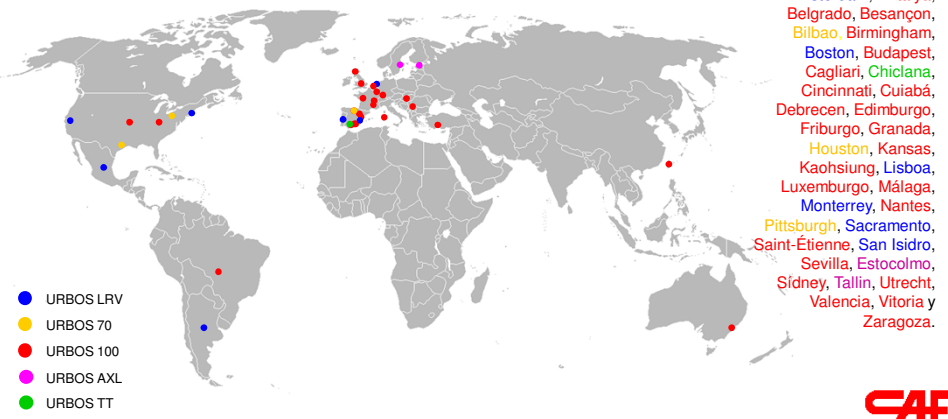 Belgrado, Besançon,
Bilbao, Birmingham,
Boston, Budapest,
Cagliari, Chiclana,
Cincinnati, Cuiabá,
Debrecen, Edimburgo,
Friburgo, Granada,
Houston, Kansas,
Kaohsiung, Lisboa,
Luxemburgo, Málaga,
Monterrey, Nantes,
Pittsburgh, Sacramento,
Saint-Étienne, San Isidro,
Sevilla, Estocolmo,
Sídney, Tallin, Utrecht,
Valencia, Vitoria y
Zaragoza.
URBOS LRV
URBOS 70
URBOS 100
URBOS AXL
URBOS TT